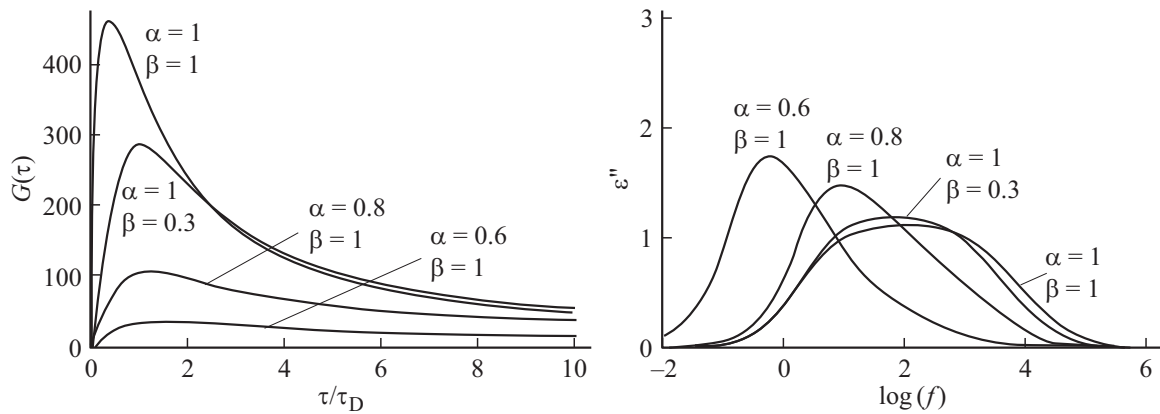 400
300
200
100
0
G(τ)
α = 1
β = 1
α = 1
β = 0.3
α = 0.8
β = 1
α = 0.6
β = 1
0 2 4 6 8 10
τ/τD
3
2
1
0
ε"
α = 0.6
β = 1
α = 0.8
β = 1
α = 1
β = 0.3
α = 1
β = 1
−2 0 2 4 6
log (f)